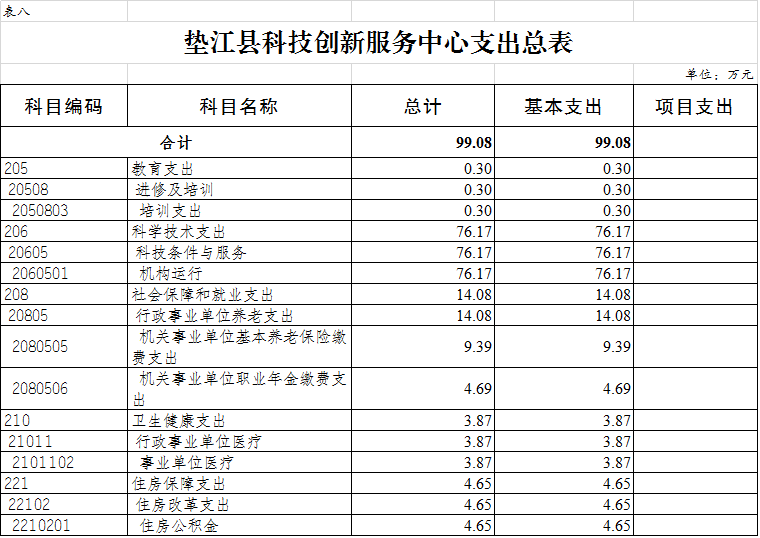 表八
垫江县科技创新服务中心支出总表
单位：万元
科目编码 科目名称 总计 基本支出 项目支出
合计 99.08 99.08
205 教育支出 0.30 0.30
20508 进修及培训 0.30 0.30
2050803 培训支出 0.30 0.30
206 科学技术支出 76.17 76.17
20605 科技条件与服务 76.17 76.17
2060501 机构运行 76.17 76.17
208 社会保障和就业支出 14.08 14.08
20805 行政事业单位养老支出 14.08 14.08
2080505 机关事业单位基本养老保险缴 9.39 9.39
费支出
2080506 机关事业单位职业年金缴费支 4.69 4.69
出
210 卫生健康支出 3.87 3.87
21011 行政事业单位医疗 3.87 3.87
2101102 事业单位医疗 3.87 3.87
221 住房保障支出 4.65 4.65
22102 住房改革支出 4.65 4.65
2210201 住房公积金 4.65 4.65